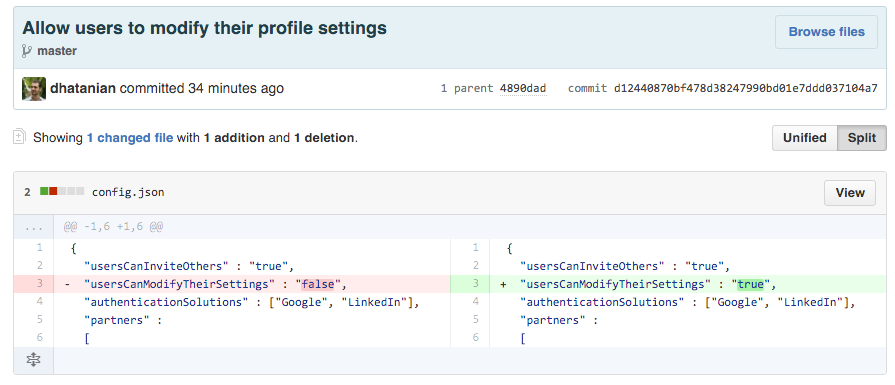 Allow users to modify their profile settings
Browse files
master
dhatanian committed 34 minutes ago
1 parent 4890dad commit d12440870bf478d38247990bd01e7ddd037104a7
Showing 1 changed file with 1 addition and 1 deletion.
Unified Split
2 config.json
View
... @@ -1,6 +1,6 @@
1 { 1 {
2 "usersCanInviteOthers" : "true", 2 "usersCanInviteOthers" : "true",
3 - "usersCanModifyTheirSettings" : "false", 3 + "usersCanModifyTheirSettings" : "true",
4 "authenticationSolutions" : ["Google", "LinkedIn"], 4 "authenticationSolutions" : ["Google", "LinkedIn"],
5 "partners" : 5 "partners" :
6 [ 6 [